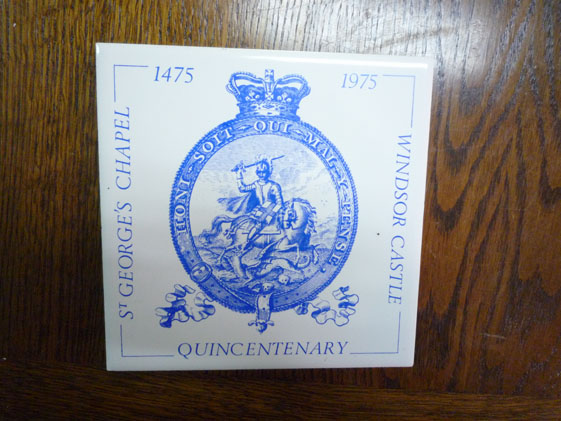 1475
1975
HONI · SOIT · QUI · MAL · Y · PENSE
ST GEORGE'S CHAPEL
WINDSOR CASTLE
QUINCENTENARY